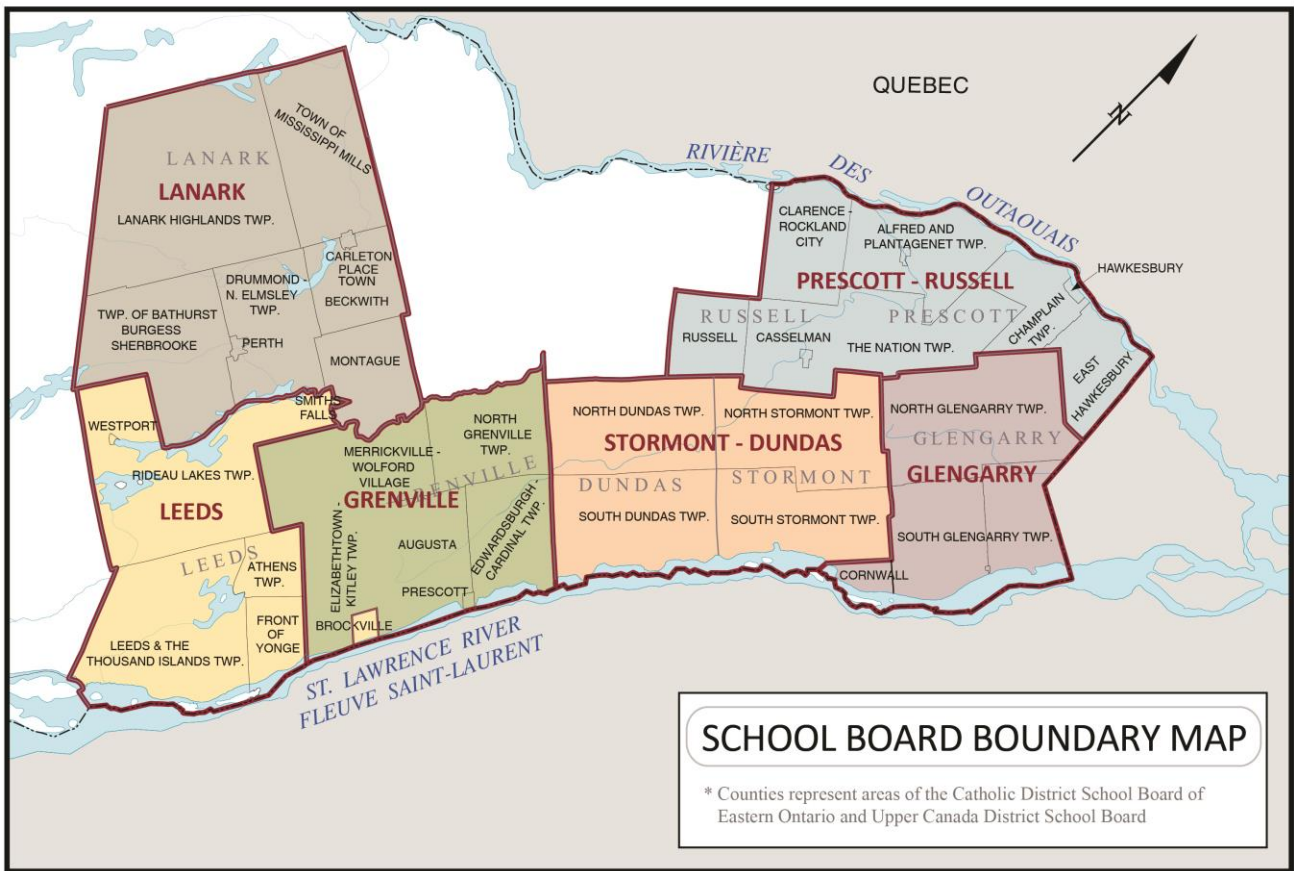 QUEBEC
N
RIVIÈRE DES OUTAOUAIS
TOWN OF
MISSISSIPPI MILLS
LANARK
LANARK
LANARK HIGHLANDS TWP.
CARLETON
PLACE
TOWN
DRUMMOND -
N. ELMSLEY
TWP.
BECKWITH
TWP. OF BATHURST
BURGESS
SHERBROOKE
PERTH
MONTAGUE
CLARENCE -
ROCKLAND
CITY
ALFRED AND
PLANTAGENET TWP.
HAWKESBURY
PRESCOTT - RUSSELL
RUSSELL
PRESCOTT
CHAMPLAIN
TWP.
RUSSELL
CASSELMAN
THE NATION TWP.
EAST
HAWKESBURY
SMITHS
FALLS
WESTPORT
RIDEAU LAKES TWP.
LEEDS
LEEDS
ATHENS
TWP.
LEEDS & THE
THOUSAND ISLANDS TWP.
FRONT
OF
YONGE
NORTH
GRENVILLE
TWP.
MERRICKVILLE -
WOLFORD
VILLAGE
GRENVILLE
GRENVILLE
ELIZABETHTOWN -
KITLEY TWP.
AUGUSTA
EDWARDSBURGH -
CARDINAL TWP.
PRESCOTT
BROCKVILLE
NORTH DUNDAS TWP.
NORTH STORMONT TWP.
STORMONT - DUNDAS
DUNDAS
STORMONT
SOUTH DUNDAS TWP.
SOUTH STORMONT TWP.
NORTH GLENGARRY TWP.
GLENGARRY
GLENGARRY
SOUTH GLENGARRY TWP.
CORNWALL
ST. LAWRENCE RIVER
FLEUVE SAINT-LAURENT
SCHOOL BOARD BOUNDARY MAP
* Counties represent areas of the Catholic District School Board of
Eastern Ontario and Upper Canada District School Board